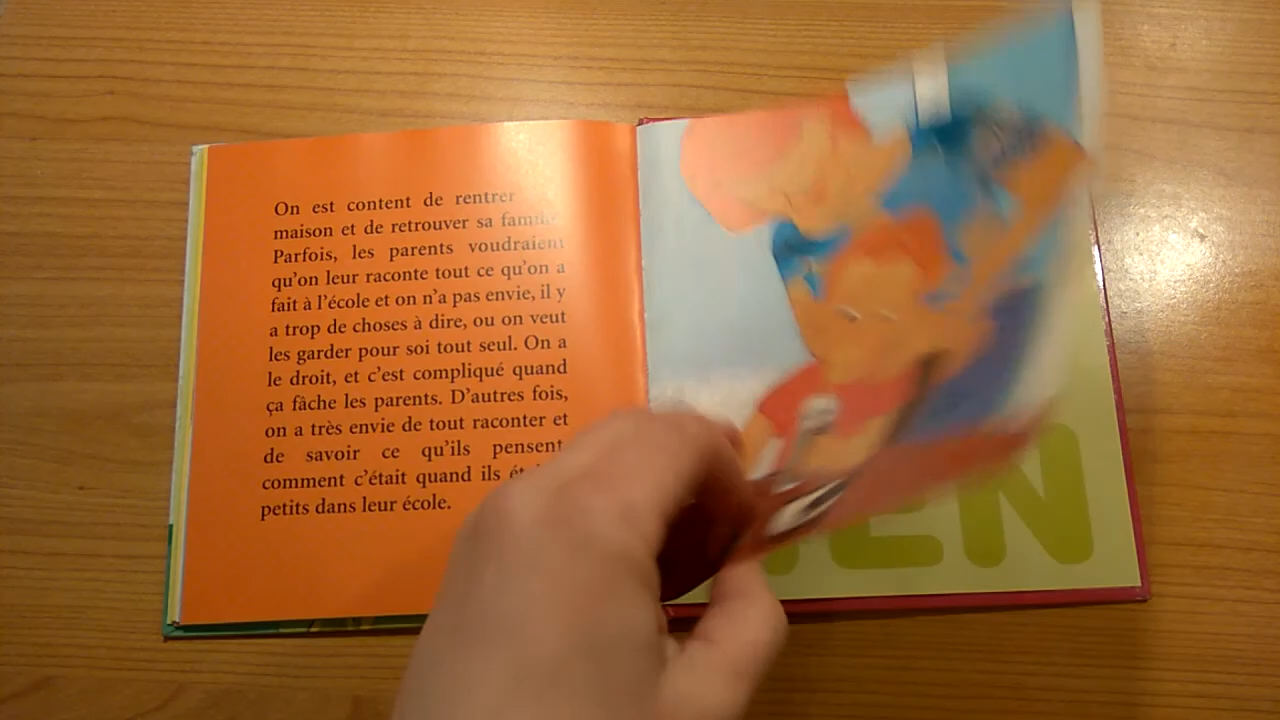 On est content de rentrer
maison et de retrouver sa famille
Parfois, les parents voudraient
qu'on leur raconte tout ce qu'on a
fait à l'école et on n'a pas envie, il y
a trop de choses à dire, ou on veut
les garder pour soi tout seul. On a
le droit, et c'est compliqué quand
ça fâche les parents. D'autres fois,
on a très envie de tout raconter et
de savoir ce qu'ils pensent,
comment c'était quand ils
petits dans leur école.
EN